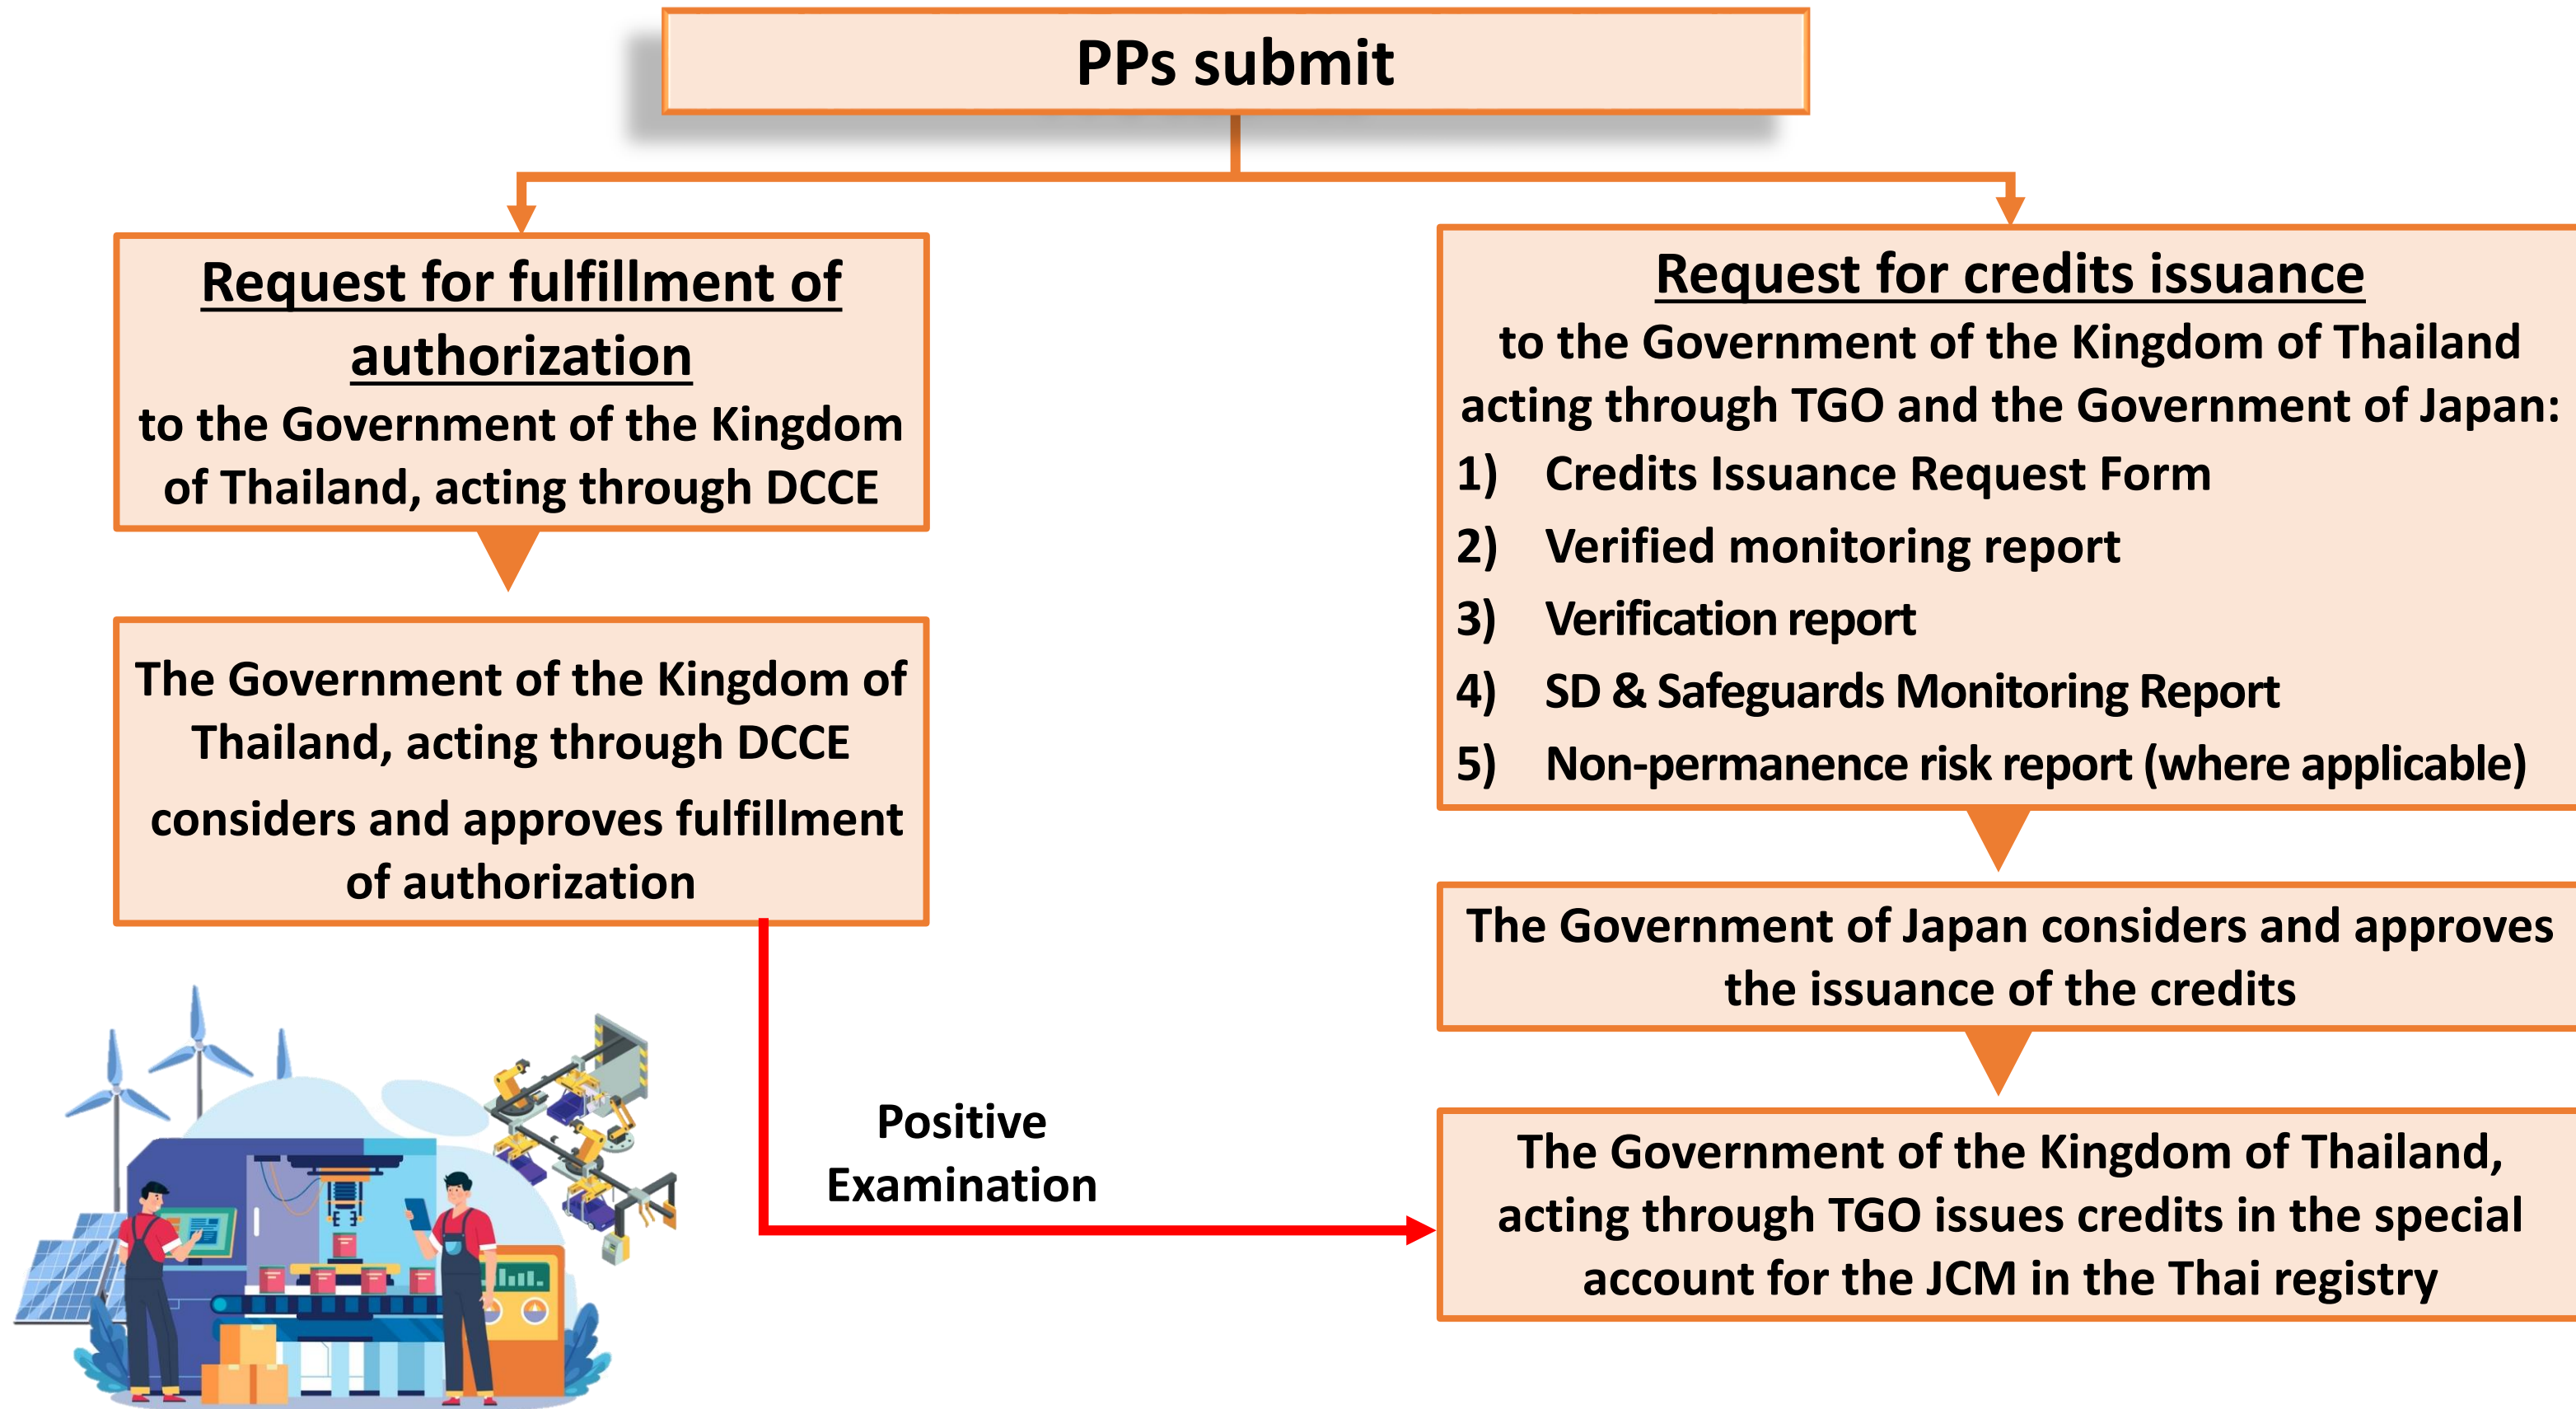 PPs submit
Request for fulfillment of
authorization
to the Government of the Kingdom
of Thailand, acting through DCCE
The Government of the Kingdom of
Thailand, acting through DCCE
considers and approves fulfillment
of authorization
Positive
Examination
Request for credits issuance
to the Government of the Kingdom of Thailand
acting through TGO and the Government of Japan:
1) Credits Issuance Request Form
2) Verified monitoring report
3) Verification report
4) SD & Safeguards Monitoring Report
5) Non-permanence risk report (where applicable)
The Government of Japan considers and approves
the issuance of the credits
The Government of the Kingdom of Thailand,
acting through TGO issues credits in the special
account for the JCM in the Thai registry